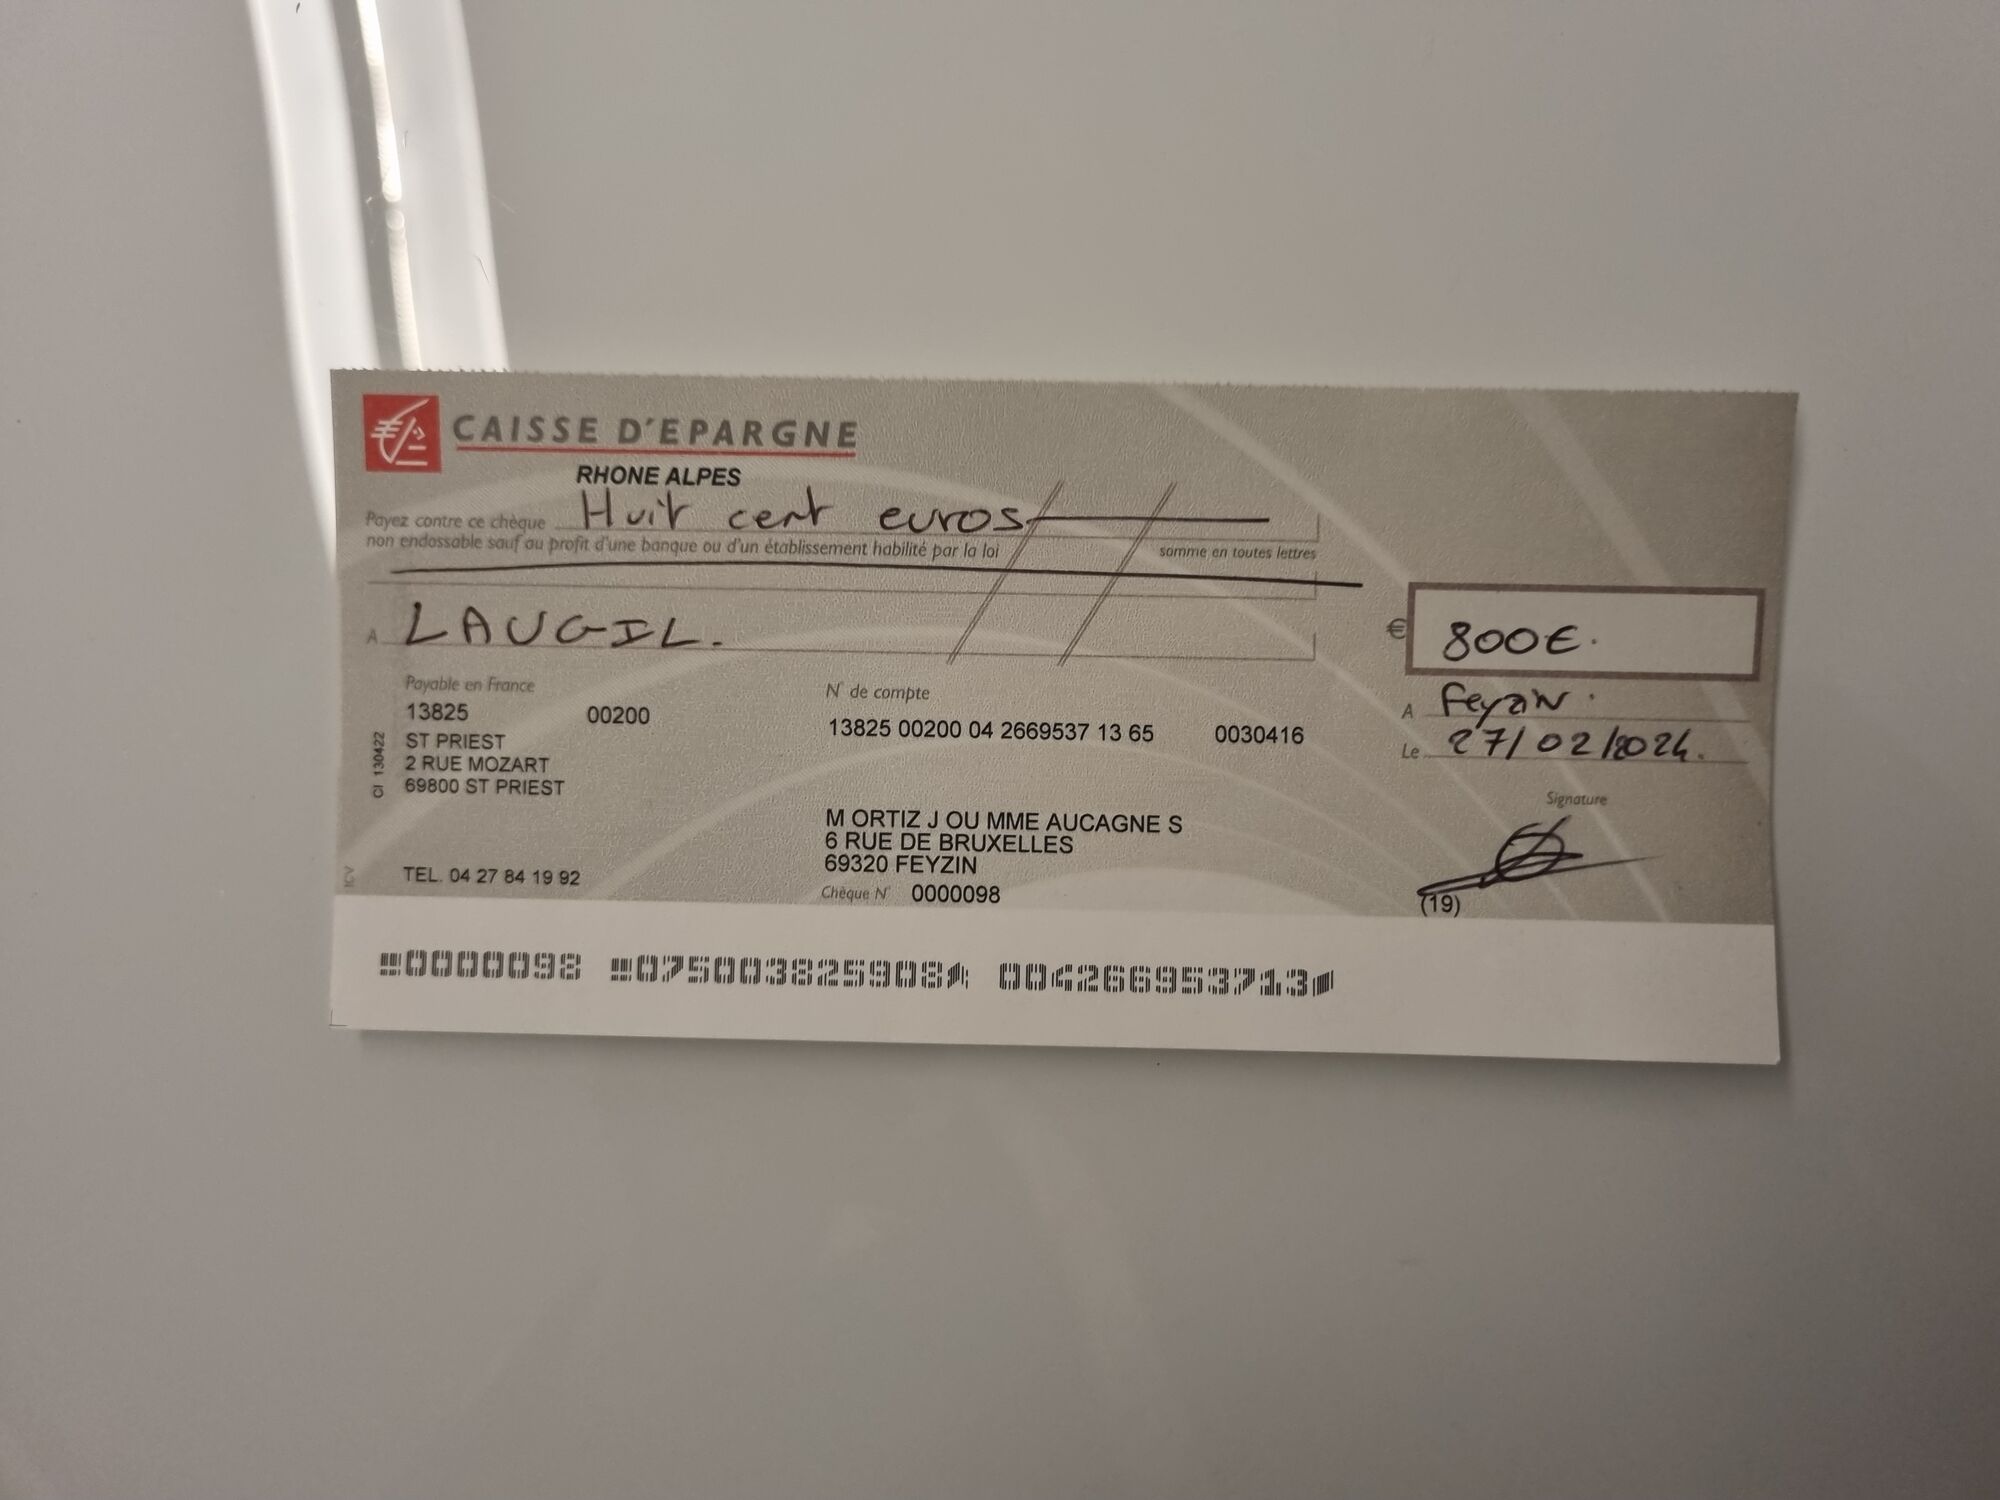 CAISSE D'EPARGNE
RHONE ALPES
Payez contre ce chèque Huit cent euros
non endossable sauf au profit d'une banque ou d'un établissement habilité par la loi
somme en toutes lettres
A LAUGIL.
€ 800€.
Payable en France
13825 00200
ST PRIEST
2 RUE MOZART
69800 ST PRIEST
CI 130422
TEL. 04 27 84 19 92
N° de compte
13825 00200 04 2669537 13 65 0030416
M ORTIZ J OU MME AUCAGNE S
6 RUE DE BRUXELLES
69320 FEYZIN
Chèque N° 0000098
A Feyzin.
Le 27/02/2024.
Signature
(19)
0000098 075003825908 004266953713